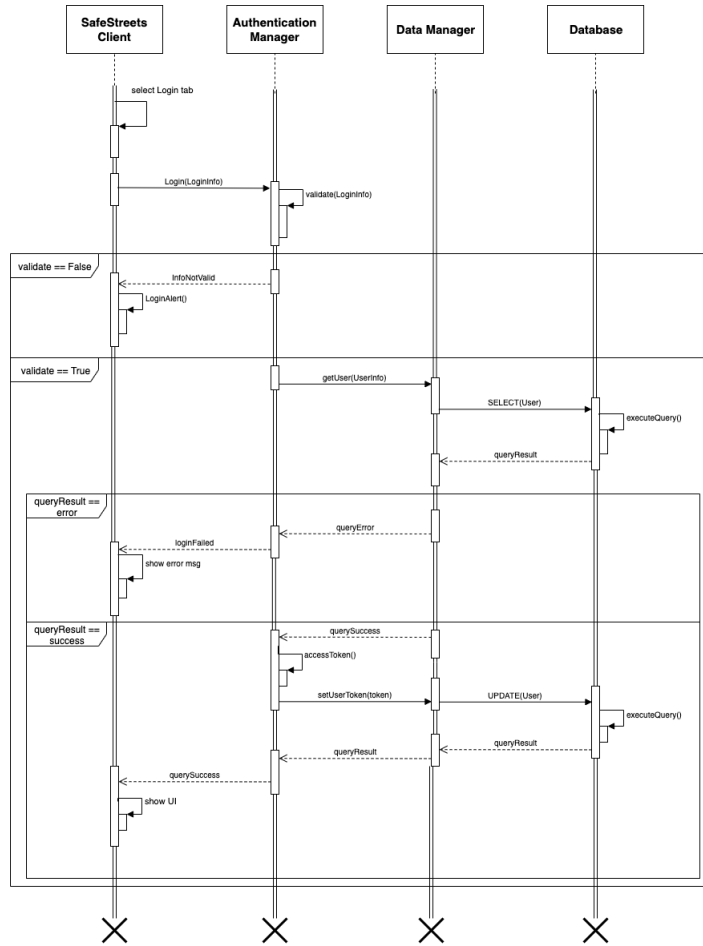 SafeStreets
Client
Authentication
Manager
Data Manager
Database
select Login tab
Login(LoginInfo)
validate(LoginInfo)
validate == False
InfoNotValid
LoginAlert()
validate == True
getUser(UserInfo)
SELECT(User)
executeQuery()
queryResult
queryResult ==
error
queryError
loginFailed
show error msg
queryResult ==
success
querySuccess
accessToken()
setUserToken(token)
UPDATE(User)
executeQuery()
queryResult
queryResult
querySuccess
show UI